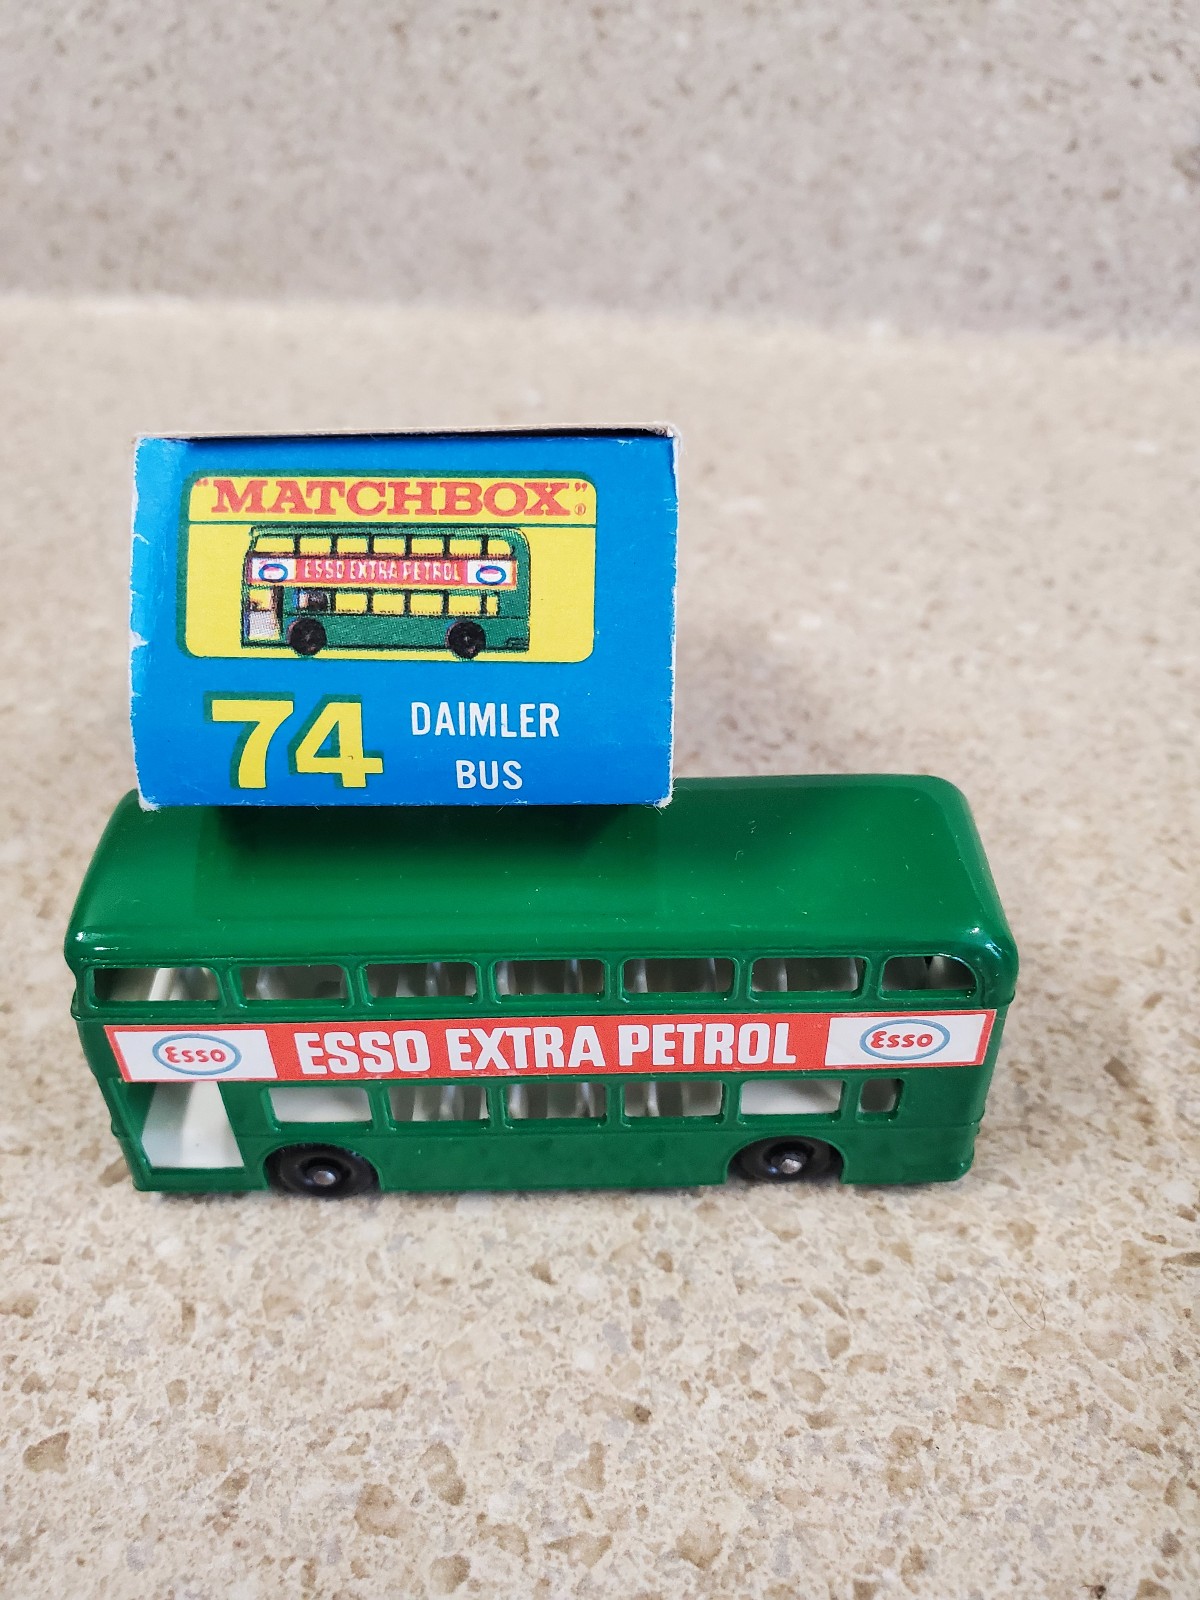 "MATCHBOX"®
ESSO EXTRA PETROL
74 DAIMLER
BUS
Esso ESSO EXTRA PETROL Esso